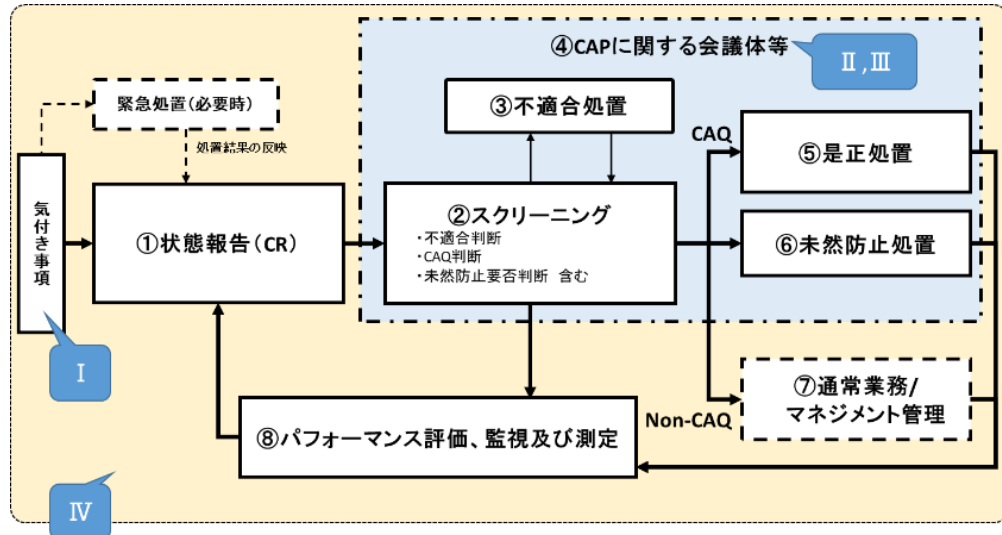 ④CAPに関する会議体等
Ⅱ,Ⅲ
緊急処置(必要時)
処置結果の反映
③不適合処置
CAQ
⑤是正処置
気付き事項
①状態報告(CR)
②スクリーニング
・不適合判断
・CAQ判断
・未然防止要否判断 含む
⑥未然防止処置
Ⅰ
⑦通常業務/
マネジメント管理
Non-CAQ
⑧パフォーマンス評価、監視及び測定
Ⅳ